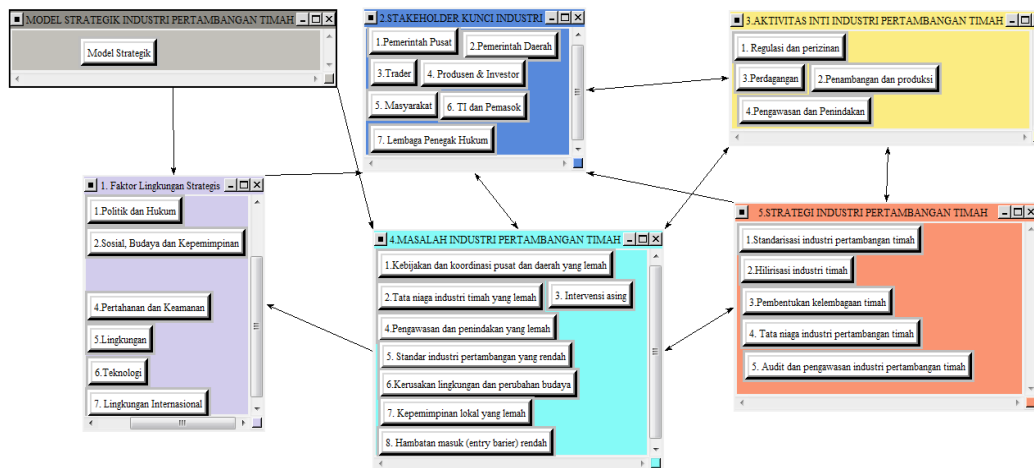 MODEL STRATEGIK INDUSTRI PERTAMBANGAN TIMAH
Model Strategik
2.STAKEHOLDER KUNCI INDUSTRI
1.Pemerintah Pusat
2.Pemerintah Daerah
3.Trader
4. Produsen & Investor
5. Masyarakat
6. TI dan Pemasok
7. Lembaga Penegak Hukum
3.AKTIVITAS INTI INDUSTRI PERTAMBANGAN TIMAH
1. Regulasi dan perizinan
3.Perdagangan
2.Penambangan dan produksi
4.Pengawasan dan Penindakan
1. Faktor Lingkungan Strategis
1.Politik dan Hukum
2.Sosial, Budaya dan Kepemimpinan
4.Pertahanan dan Keamanan
5.Lingkungan
6.Teknologi
7. Lingkungan Internasional
4.MASALAH INDUSTRI PERTAMBANGAN TIMAH
1.Kebijakan dan koordinasi pusat dan daerah yang lemah
2.Tata niaga industri timah yang lemah
3. Intervensi asing
4.Pengawasan dan penindakan yang lemah
5. Standar industri pertambangan yang rendah
6.Kerusakan lingkungan dan perubahan budaya
7. Kepemimpinan lokal yang lemah
8. Hambatan masuk (entry barier) rendah
5.STRATEGI INDUSTRI PERTAMBANGAN TIMAH
1.Standarisasi industri pertambangan timah
2.Hilirisasi industri timah
3.Pembentukan kelembagaan timah
4. Tata niaga industri pertambangan timah
5. Audit dan pengawasan industri pertambangan timah